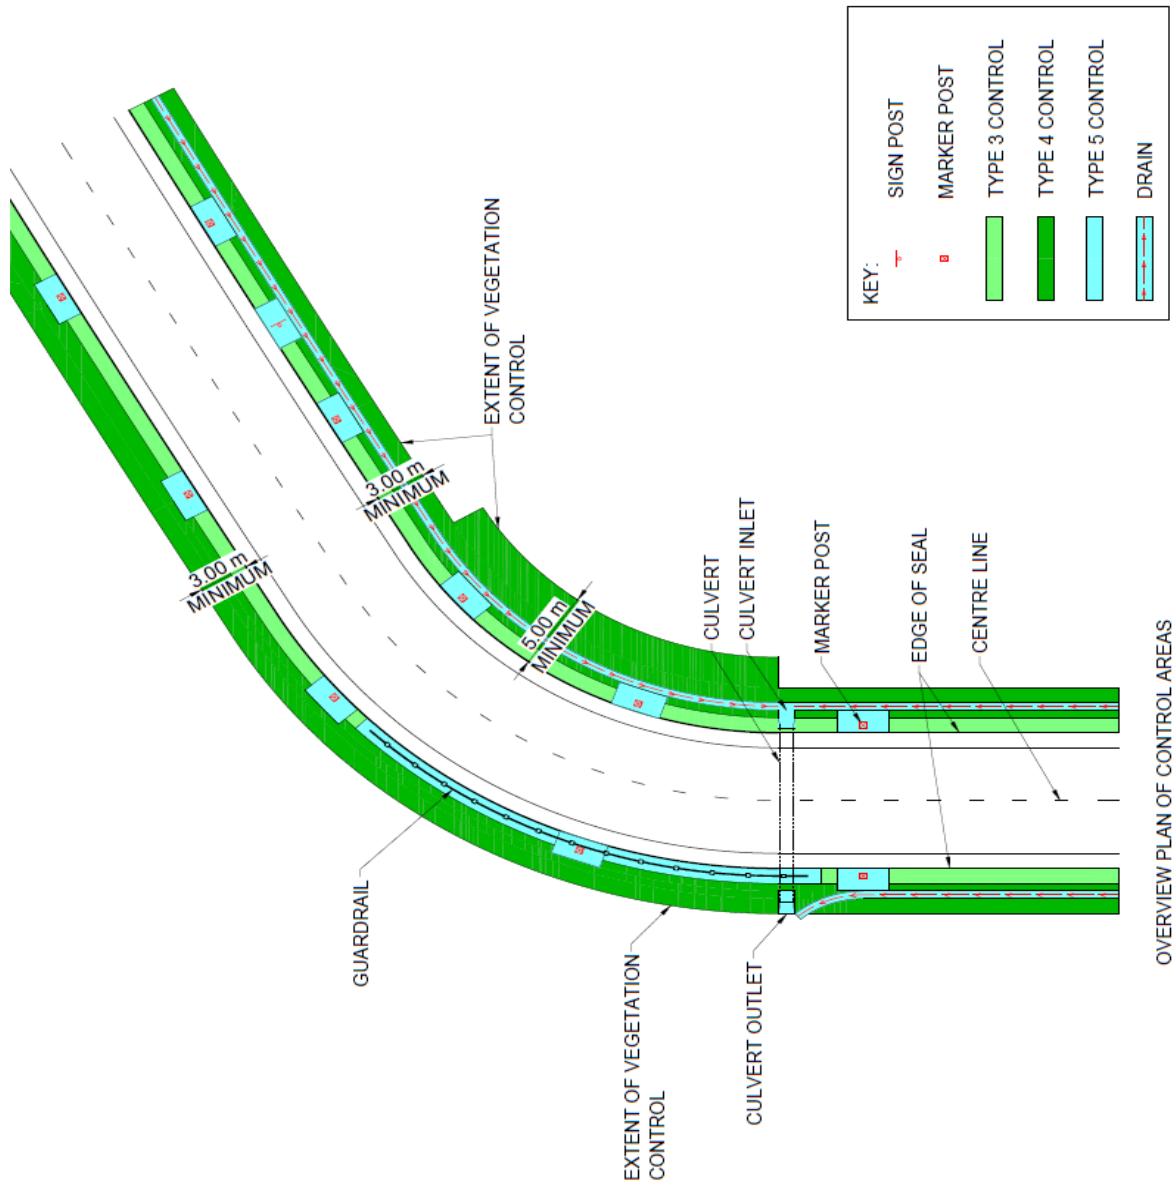 GUARDRAIL
EXTENT OF VEGETATION
CONTROL
CULVERT OUTLET
3.00 m
MINIMUM
3.00 m
MINIMUM
5.00 m
MINIMUM
EXTENT OF VEGETATION
CONTROL
CULVERT
CULVERT INLET
MARKER POST
EDGE OF SEAL
CENTRE LINE
KEY:
SIGN POST
MARKER POST
TYPE 3 CONTROL
TYPE 4 CONTROL
TYPE 5 CONTROL
DRAIN
OVERVIEW PLAN OF CONTROL AREAS